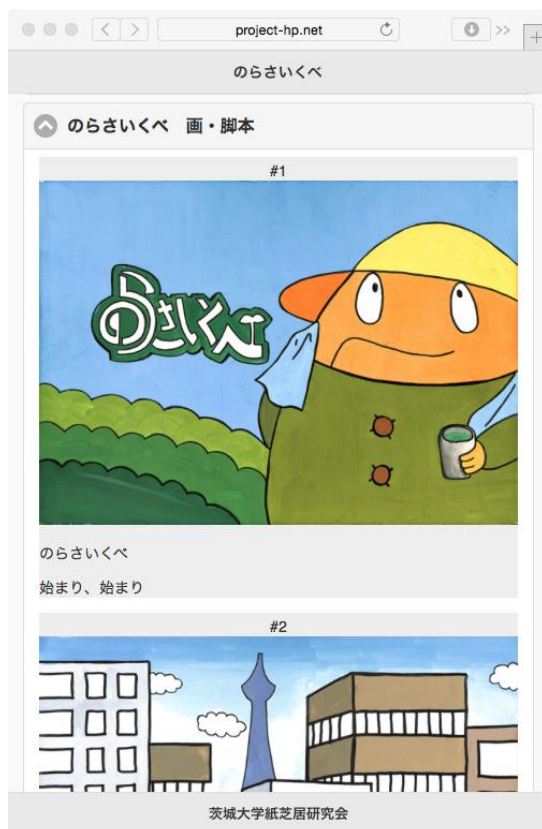 project-hp.net
のらさいくべ
のらさいくべ　画・脚本
#1
のらさいくべ
のらさいくべ
始まり、始まり
#2
茨城大学紙芝居研究会